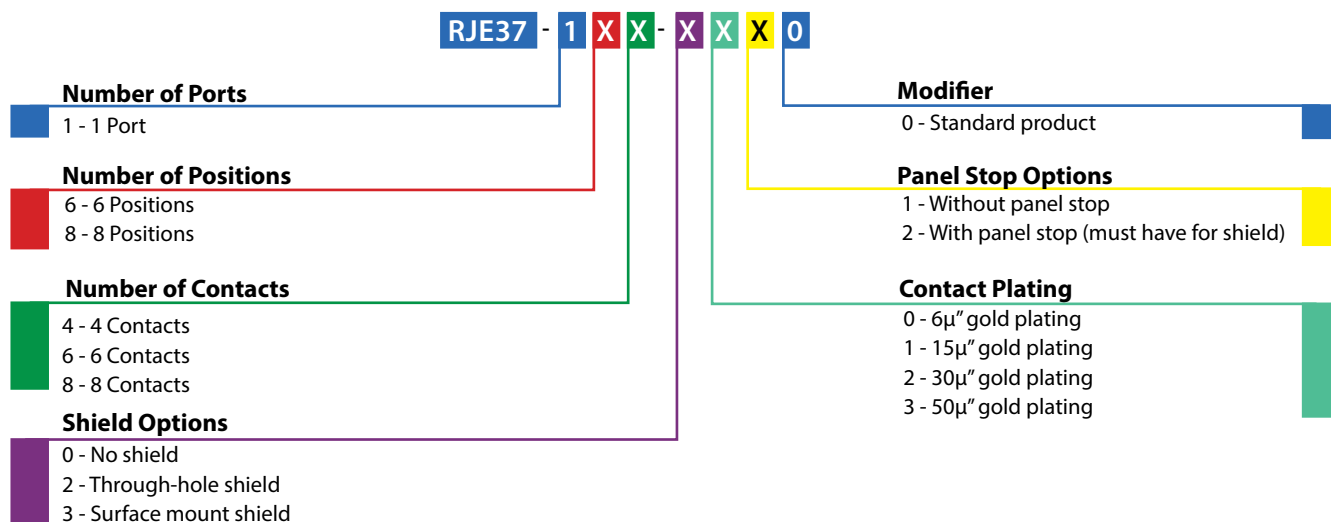 RJE37 - 1 X X - X X X 0
Number of Ports
1 - 1 Port
Number of Positions
6 - 6 Positions
8 - 8 Positions
Number of Contacts
4 - 4 Contacts
6 - 6 Contacts
8 - 8 Contacts
Shield Options
0 - No shield
2 - Through-hole shield
3 - Surface mount shield
Modifier
0 - Standard product
Panel Stop Options
1 - Without panel stop
2 - With panel stop (must have for shield)
Contact Plating
0 - 6µ” gold plating
1 - 15µ” gold plating
2 - 30µ” gold plating
3 - 50µ” gold plating